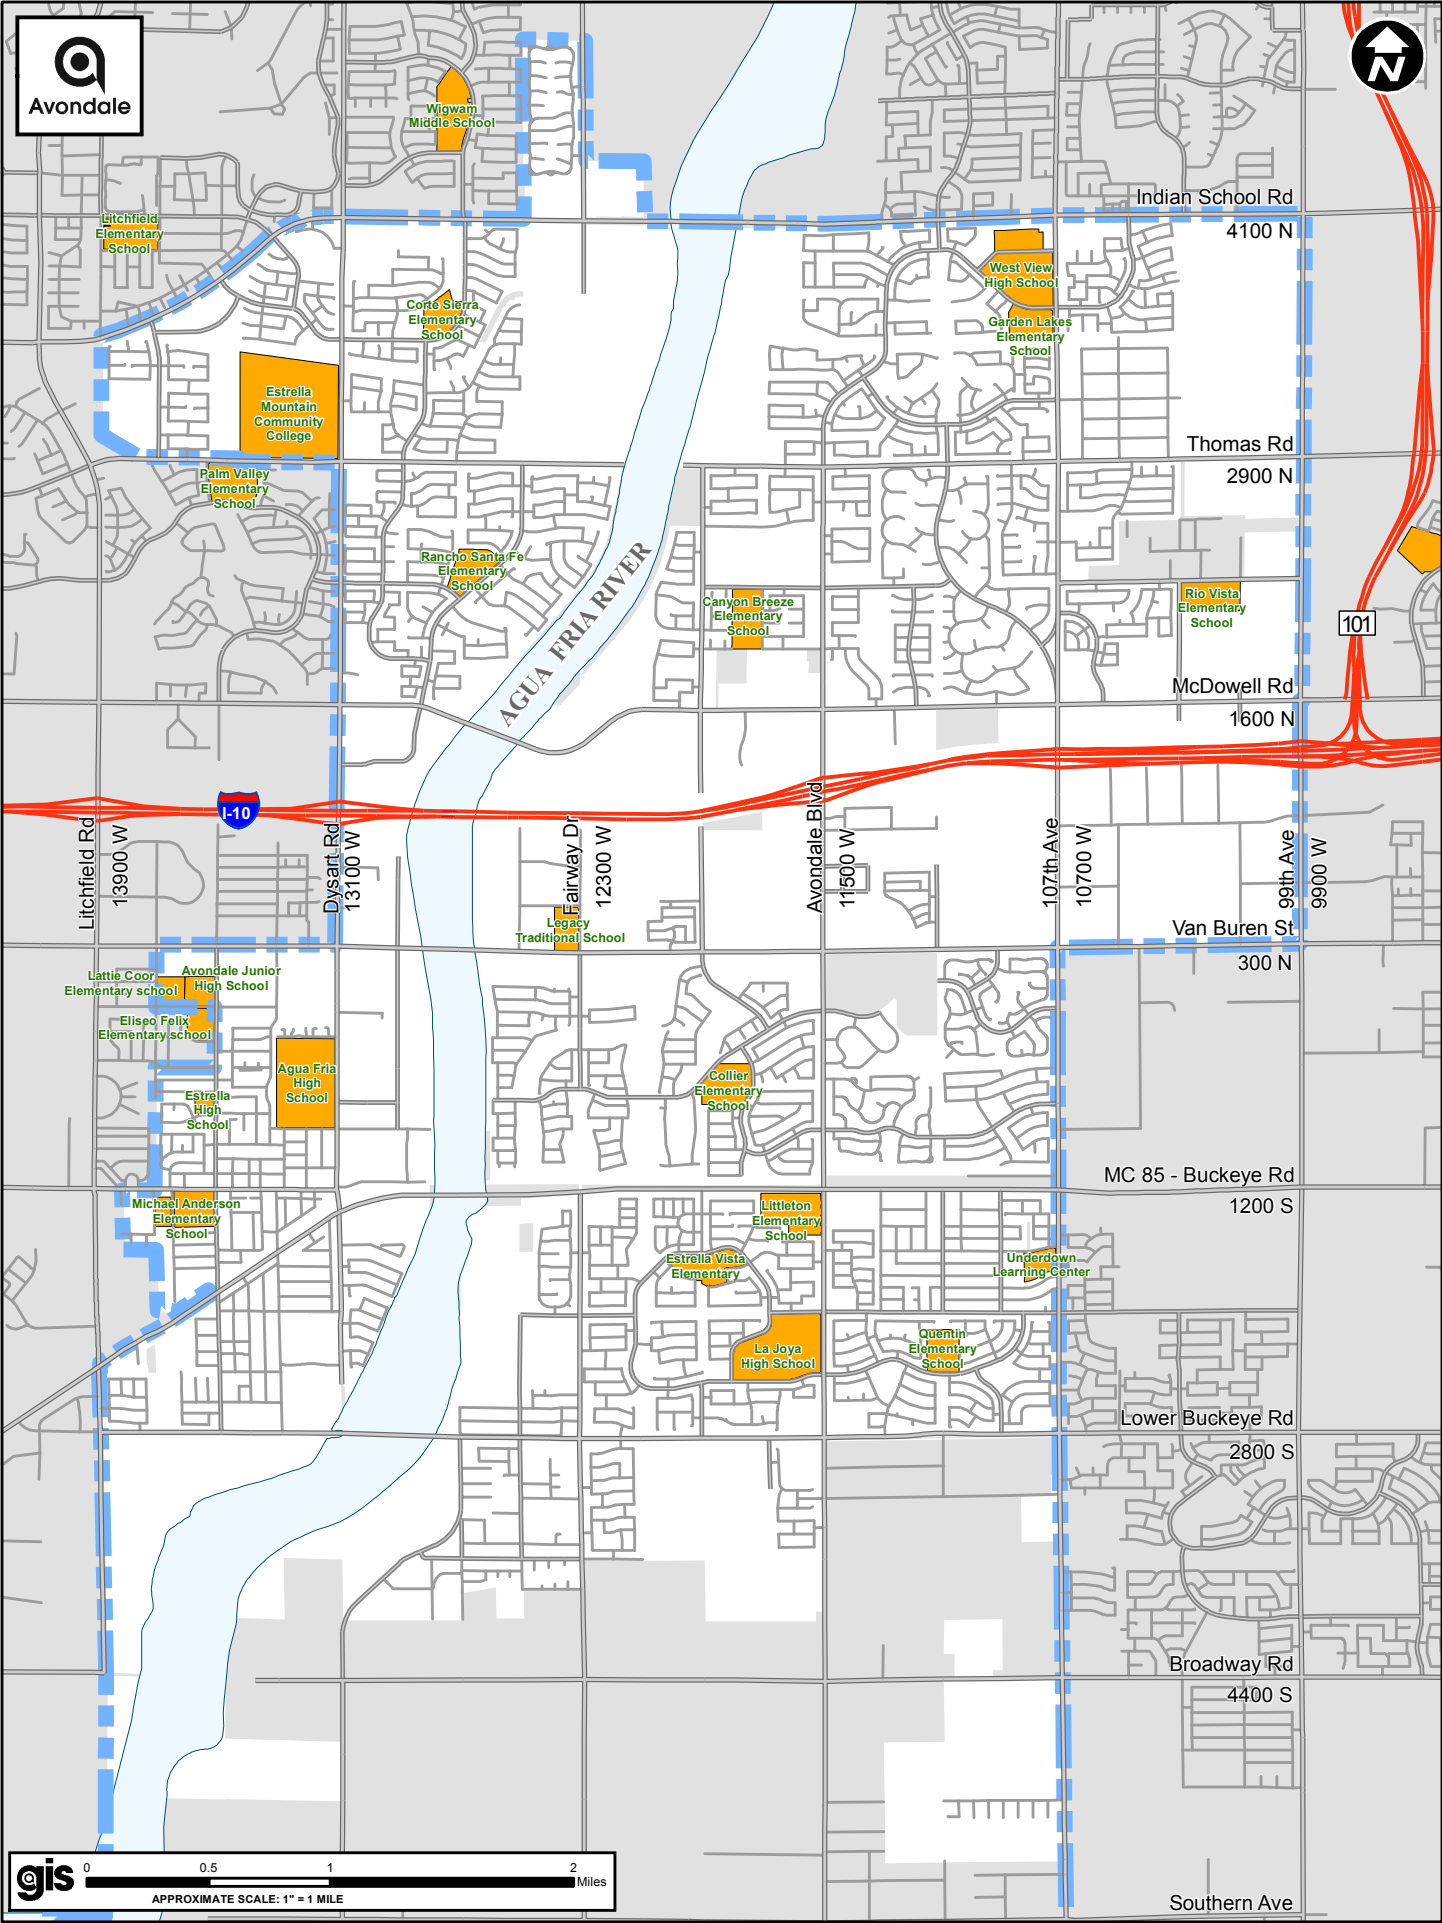 Avondale
N
Wigwam
Middle School
Indian School Rd
4100 N
Litchfield
Elementary
School
West View
High School
Corte Sierra
Elementary
School
Garden Lakes
Elementary
School
Estrella
Mountain
Community
College
Thomas Rd
2900 N
Palm Valley
Elementary
School
Rancho Santa Fe
Elementary
School
AGUA FRIA RIVER
Canyon Breeze
Elementary
School
Rio Vista
Elementary
School
101
McDowell Rd
1600 N
I-10
Litchfield Rd
13900 W
Dysart Rd
13100 W
Fairway Dr
12300 W
Avondale Blvd
11500 W
107th Ave
10700 W
99th Ave
9900 W
Legacy
Traditional School
Van Buren St
300 N
Lattie Coor
Elementary school
Avondale Junior
High School
Eliseo Felix
Elementary school
Agua Fria
High
School
Estrella
High
School
Collier
Elementary
School
MC 85 - Buckeye Rd
1200 S
Michael Anderson
Elementary
School
Littleton
Elementary
School
Estrella Vista
Elementary
Underdown
Learning Center
La Joya
High School
Quentin
Elementary
School
Lower Buckeye Rd
2800 S
Broadway Rd
4400 S
Southern Ave
gis
0 0.5 1 2
Miles
APPROXIMATE SCALE: 1" = 1 MILE